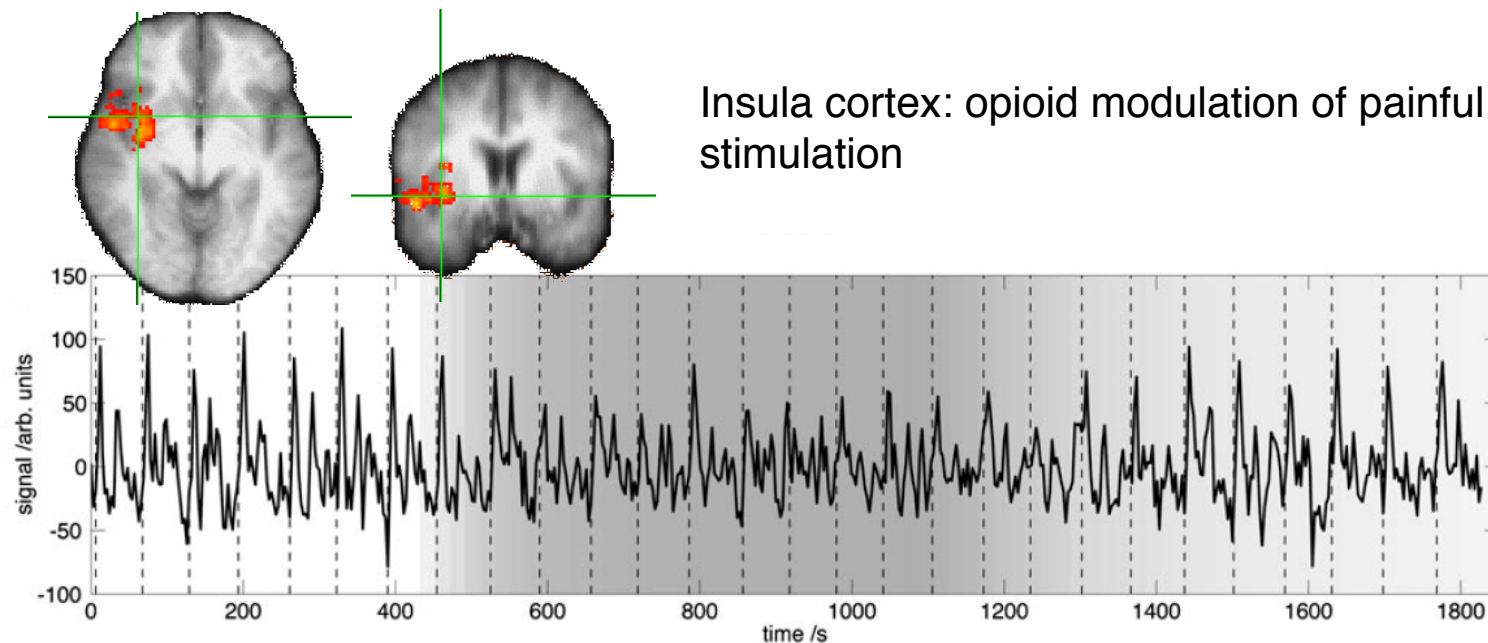 Insula cortex: opioid modulation of painful
stimulation
150
100
50
0
-50
-100
signal /arb. units
0 200 400 600 800 1000 1200 1400 1600 1800
time /s